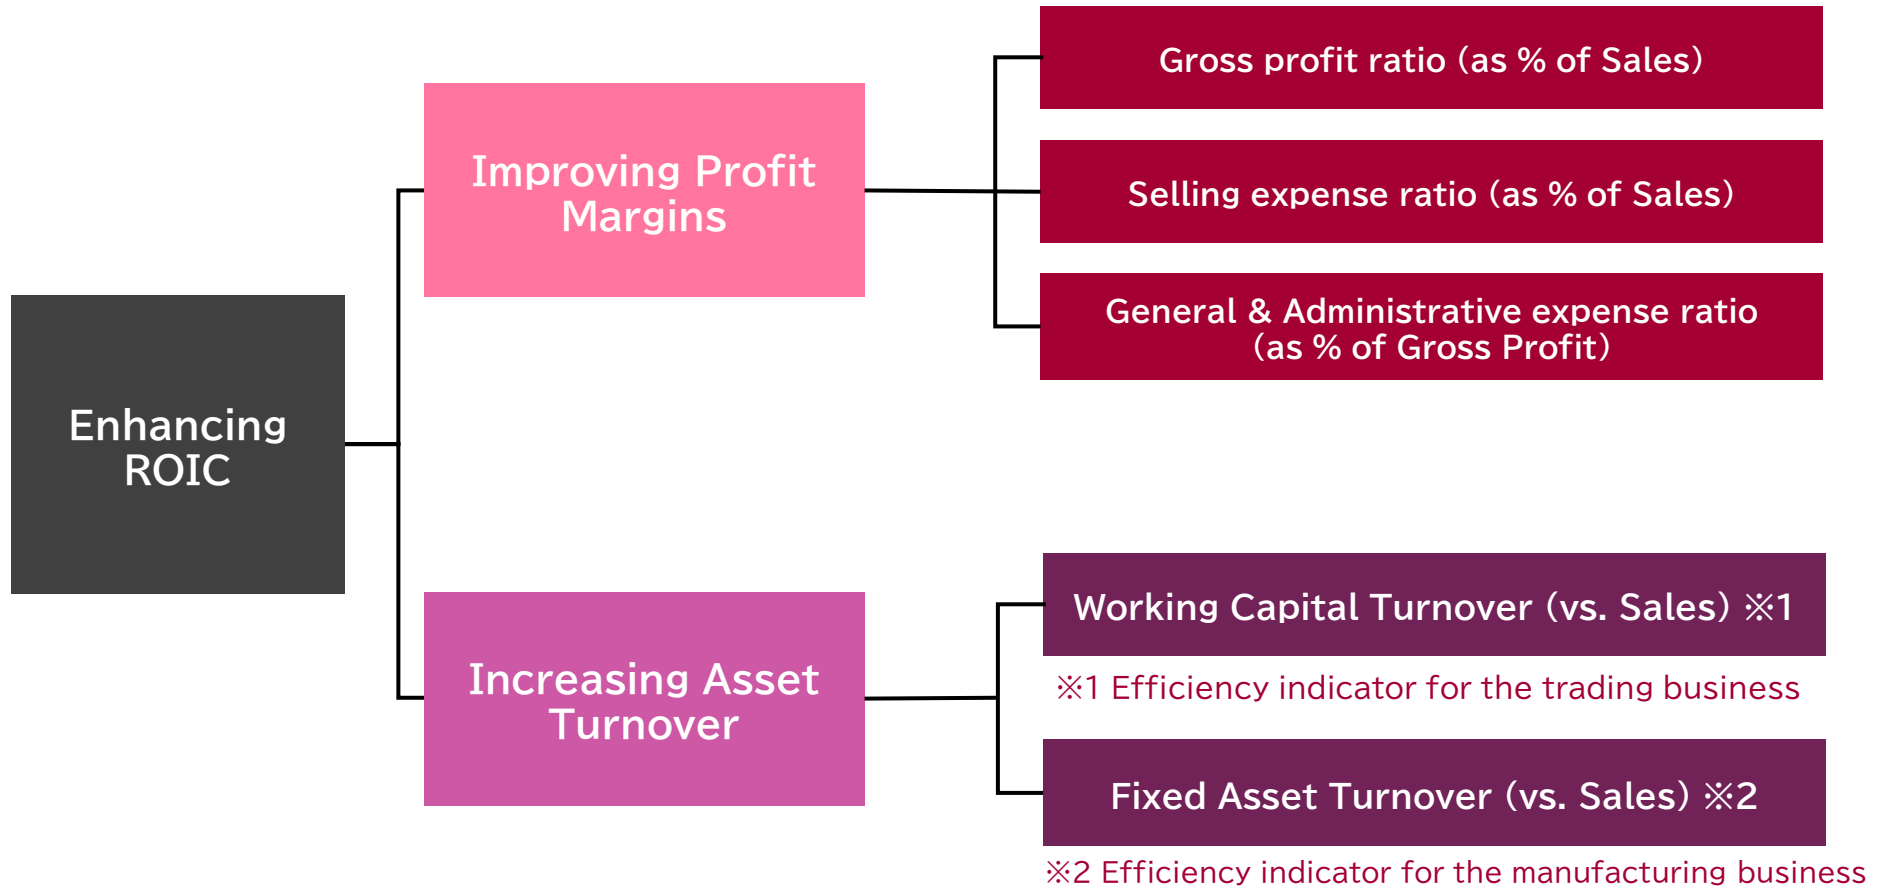 Gross profit ratio (as % of Sales)
Improving Profit
Margins
Selling expense ratio (as % of Sales)
General & Administrative expense ratio
(as % of Gross Profit)
Enhancing
ROIC
Increasing Asset
Turnover
Working Capital Turnover (vs. Sales) ※1
※1 Efficiency indicator for the trading business
Fixed Asset Turnover (vs. Sales) ※2
※2 Efficiency indicator for the manufacturing business